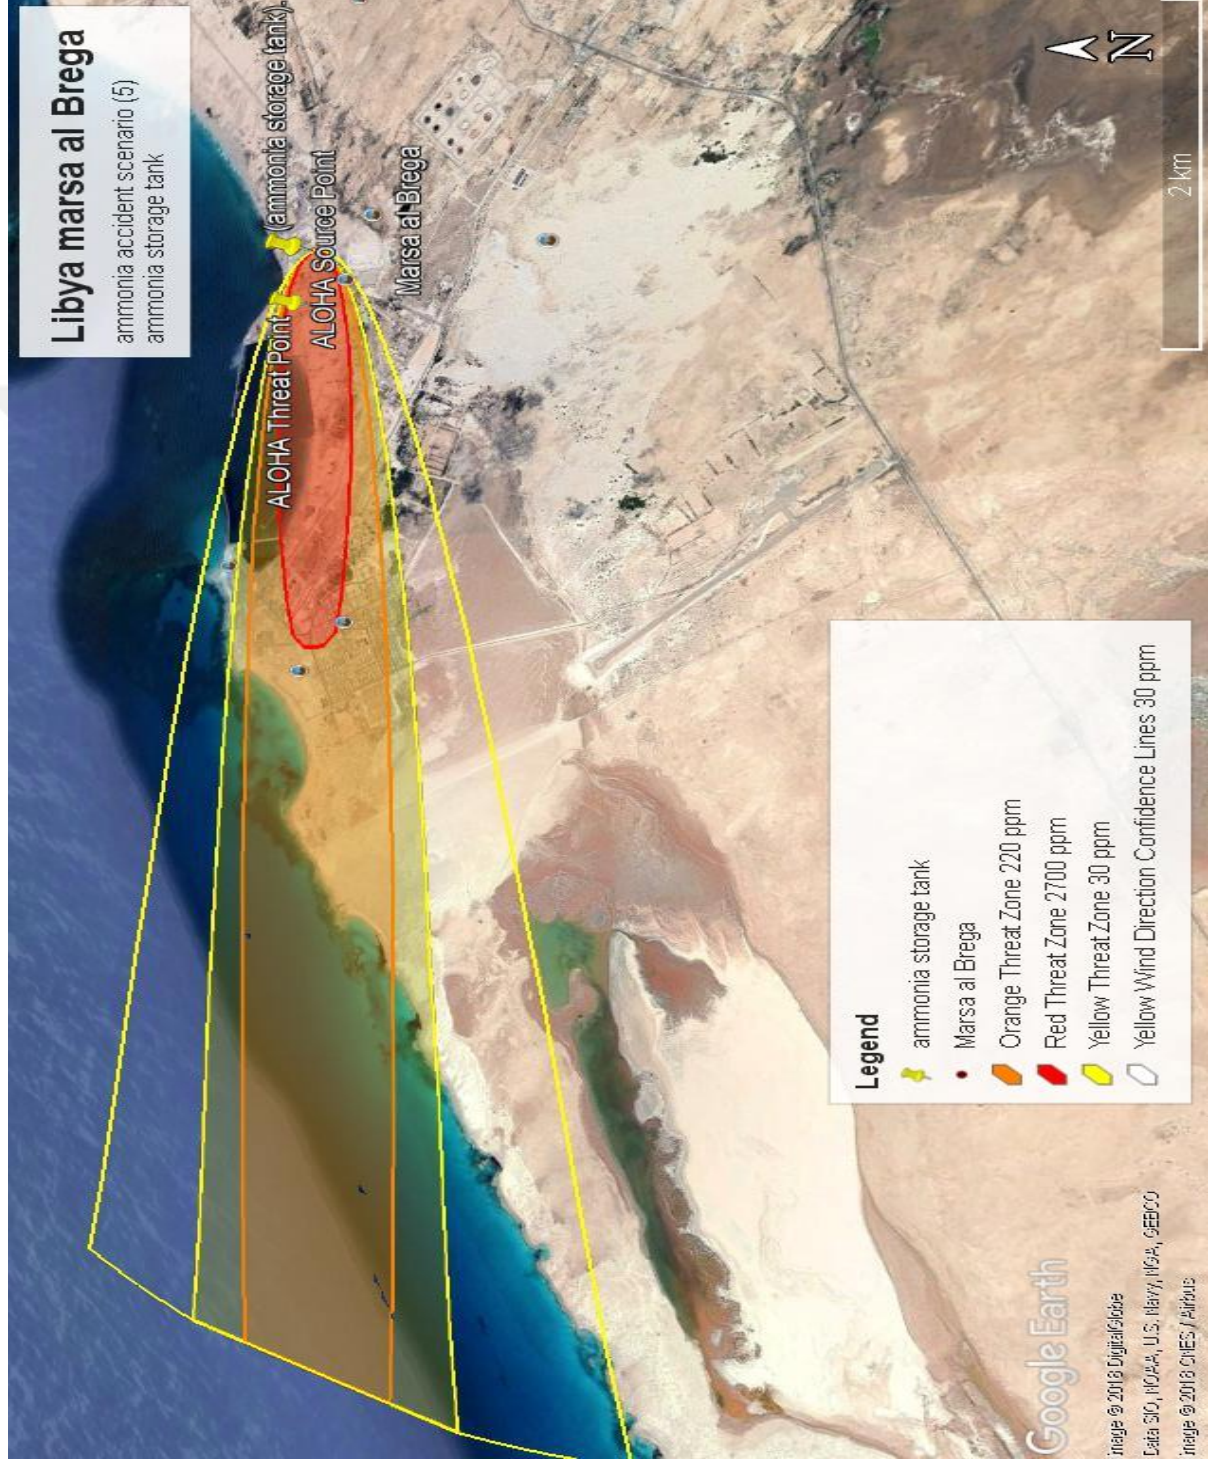 Libya marsa al Brega
ammonia accident scenario (5)
ammonia storage tank
(ammonia storage tank).
ALOHA Source Point
ALOHA Threat Point
Marsa al Brega
N
2 km
Legend
ammonia storage tank
Marsa al Brega
Orange Threat Zone 220 ppm
Red Threat Zone 2700 ppm
Yellow Threat Zone 30 ppm
Yellow Wind Direction Confidence Lines 30 ppm
Google Earth
Image © 2018 DigitalGlobe
Data SIO, NOAA, U.S. Navy, NGA, GEBCO
Image © 2018 CNES / Airbus